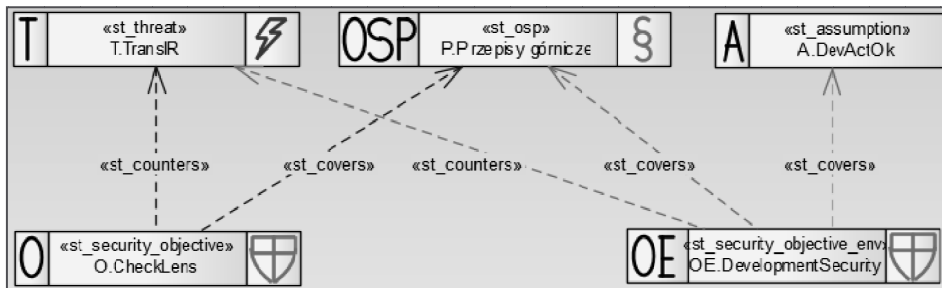 T
«st_threat»
T.TransIR
OSP
«st_osp»
P.Przepisy górnicze
§
A
«st_assumption»
A.DevActOk
«st_counters»
«st_covers»
«st_counters»
«st_covers»
«st_covers»
O
«st_security_objective»
O.CheckLens
OE
«st_security_objective_env»
OE.DevelopmentSecurity